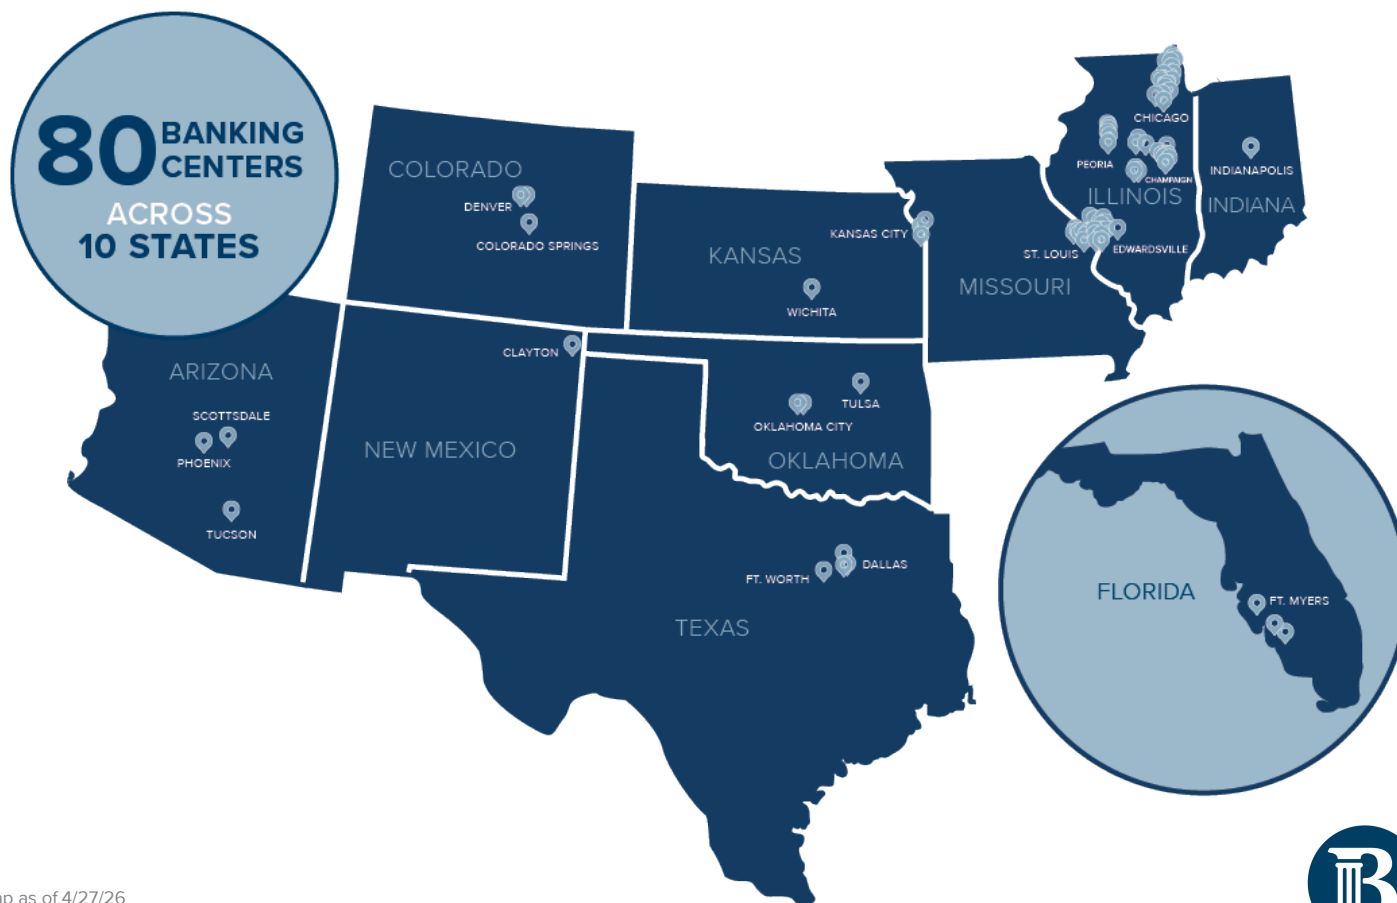 80 BANKING
CENTERS
ACROSS
10 STATES
COLORADO
DENVER
COLORADO SPRINGS
KANSAS
WICHITA
KANSAS CITY
MISSOURI
ST. LOUIS
EDWARDSVILLE
CHICAGO
PEORIA
CHAMPAIGN
ILLINOIS
INDIANAPOLIS
INDIANA
ARIZONA
SCOTTSDALE
PHOENIX
TUCSON
CLAYTON
NEW MEXICO
TULSA
OKLAHOMA CITY
OKLAHOMA
FT. WORTH
DALLAS
TEXAS
FLORIDA
FT. MYERS
as of 4/27/26
B